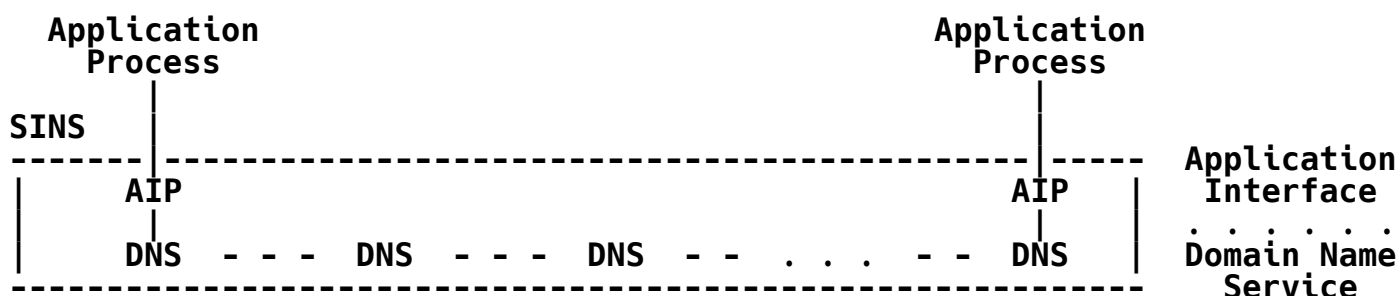 Application Application
Process Process
SINS
Application
AIP AIP Interface
. . . . . .
DNS - - - DNS - - - DNS - - . . . - - DNS Domain Name
Service